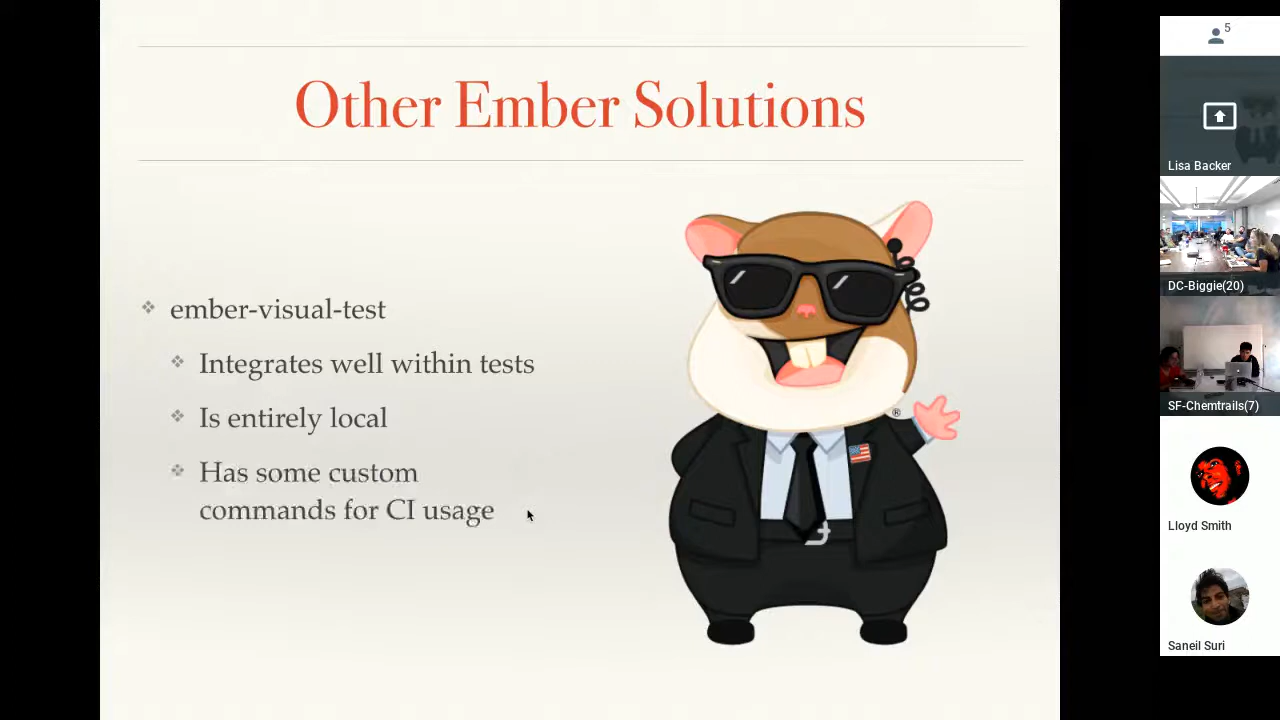 Other Ember Solutions
❖ ember-visual-test
❖ Integrates well within tests
❖ Is entirely local
❖ Has some custom
commands for CI usage
®
5
Lisa Backer
DC-Biggie(20)
SF-Chemtrails(7)
Lloyd Smith
Saneil Suri